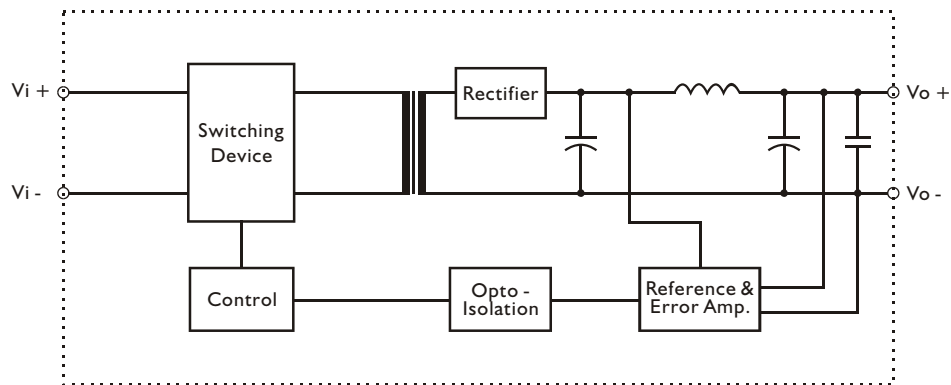 Vi +
Vi -
Switching
Device
Rectifier
Vo +
Vo -
Control
Opto -
Isolation
Reference &
Error Amp.